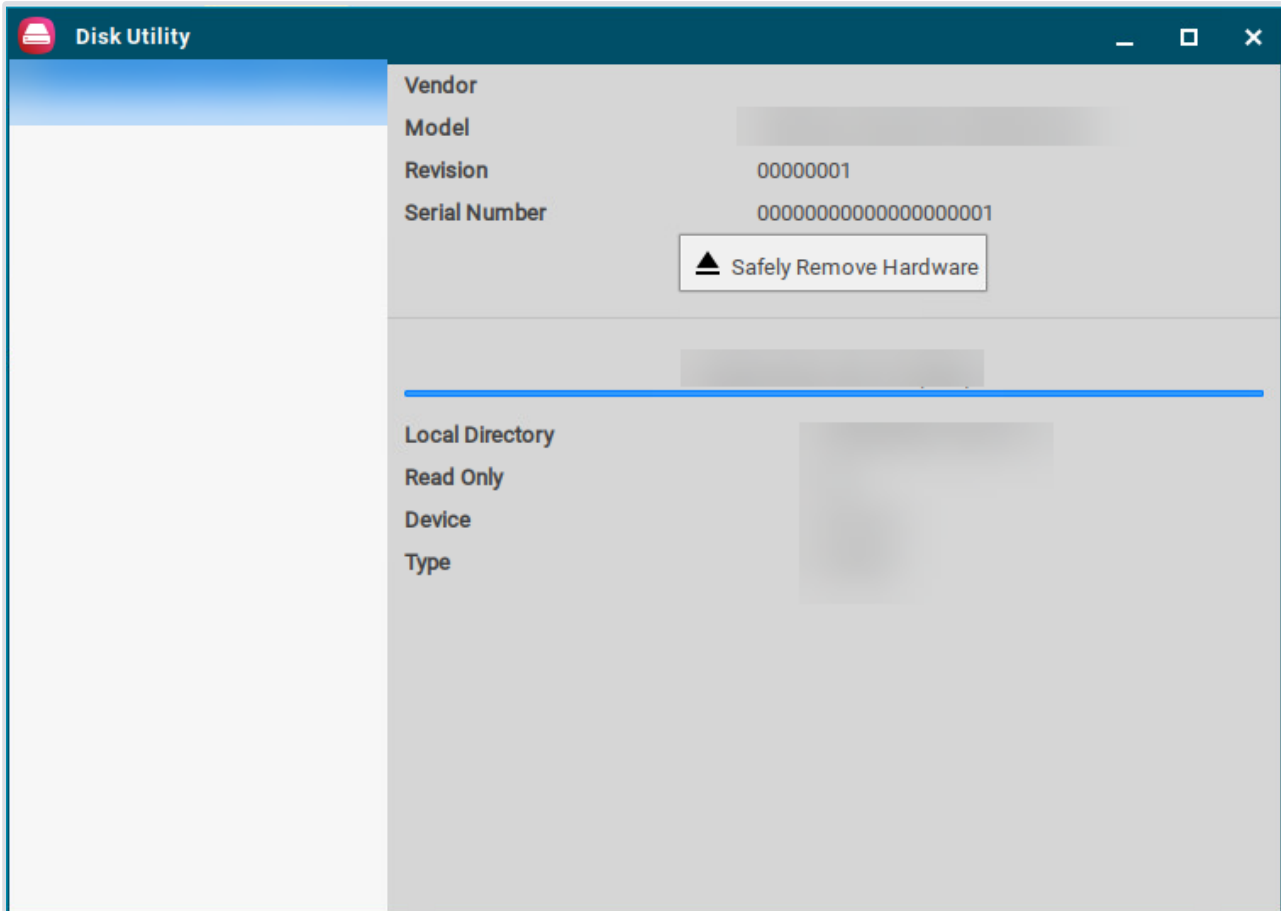 Disk Utility
Vendor
Model
Revision 00000001
Serial Number 00000000000000000001
Safely Remove Hardware
Local Directory
Read Only
Device
Type